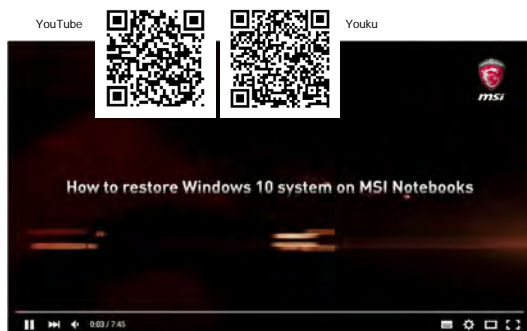 YouTube
Youku
msi
How to restore Windows 10 system on MSI Notebooks
0:03 / 7:45